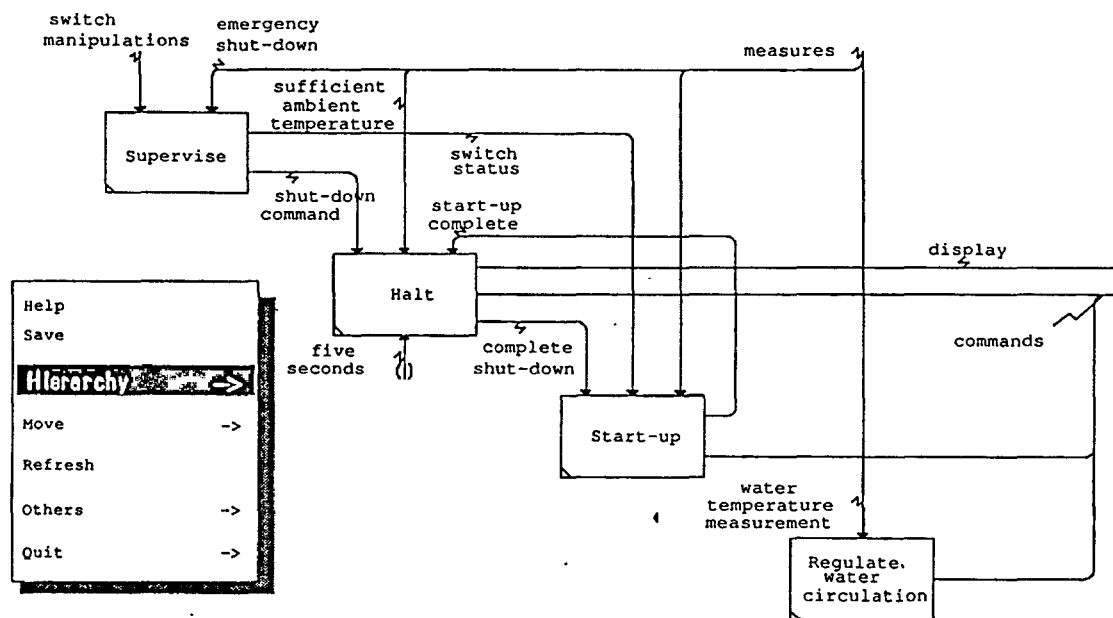 switch
manipulations
emergency
shut-down
measures
sufficient
ambient
temperature
Supervise
switch
status
shut-down
command
start-up
complete
display
Halt
commands
five
seconds
complete
shut-down
Start-up
water
temperature
measurement
Regulate
water
circulation
Help
Save
Hierarchy ->
Move ->
Refresh
Others ->
Quit ->